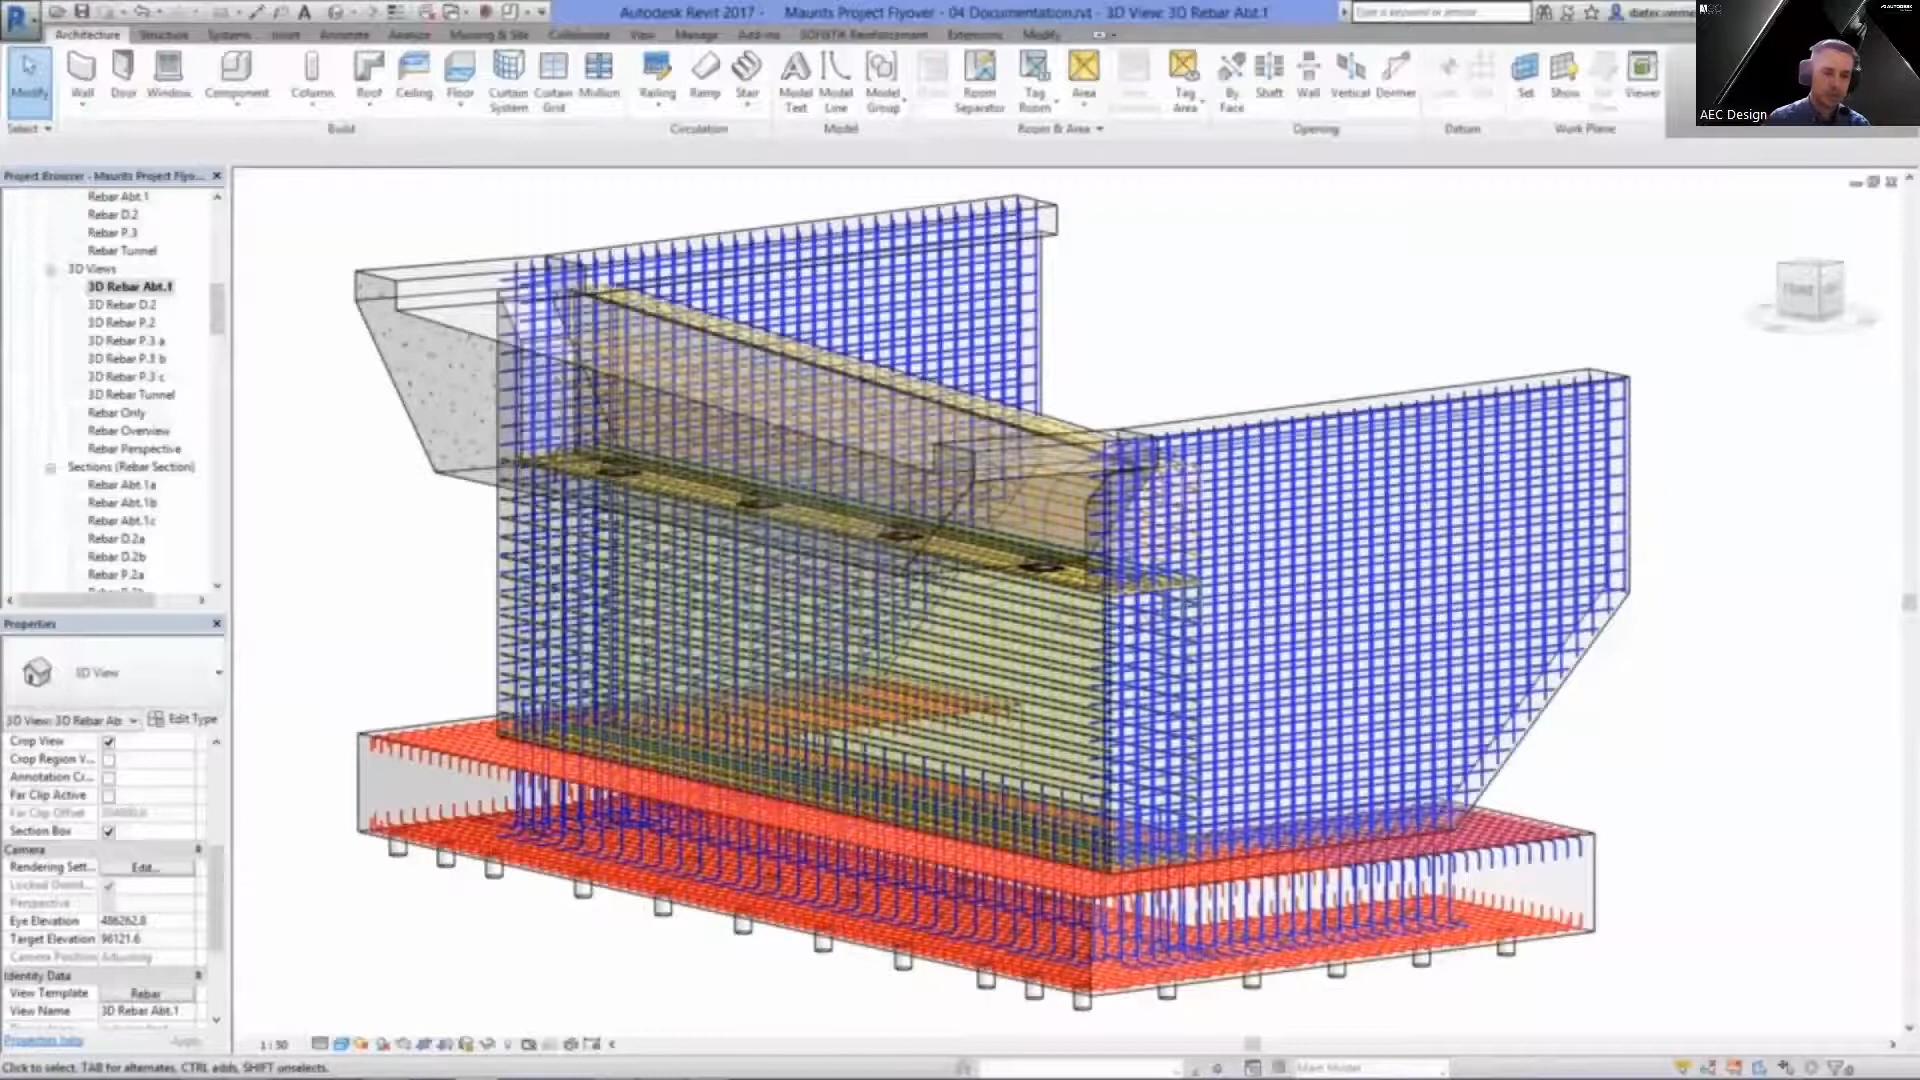 Autodesk Revit 2017 - Maurits Project Flyover - 04 Documentation.rvt - 3D View: 3D Rebar Abt.1
Type a keyword or phrase
Architecture Structure Systems Insert Annotate Analyze Massing & Site Collaborate View Manage Add-Ins SOFiSTiK Reinforcement Extensions Modify
Modify
Wall
Door
Window
Component
Column
Roof
Ceiling
Floor
Curtain System
Curtain Grid
Mullion
Railing
Ramp
Stair
Model Text
Model Line
Model Group
Room Separator
Tag Room
Area
Tag Area
By Face
Shaft
Wall
Vertical
Dormer
Set
Show
Viewer
Select
Build
Circulation
Model
Room & Area
Opening
Datum
Work Plane
AUTODESK
AEC Design
Project Browser - Maurits Project Flyo...
Rebar Abt.1
Rebar D.2
Rebar P.3
Rebar Tunnel
3D Views
3D Rebar Abt.1
3D Rebar D.2
3D Rebar P.2
3D Rebar P.3 a
3D Rebar P.3 b
3D Rebar P.3 c
3D Rebar Tunnel
Rebar Only
Rebar Overview
Rebar Perspective
Sections (Rebar Section)
Rebar Abt.1a
Rebar Abt.1b
Rebar Abt.1c
Rebar D.2a
Rebar D.2b
Rebar P.2a
Properties
3D View
3D View: 3D Rebar Ab
Edit Type
Crop View
Crop Region V...
Annotation Cr...
Far Clip Active
Far Clip Offset
Section Box
Camera
Rendering Sett... Edit...
Locked Orient...
Perspective
Eye Elevation 486262.8
Target Elevation 96121.6
Camera Position Adjusting
Identity Data
View Template Rebar
View Name 3D Rebar Abt.1
Properties help
Apply
FRONT
1 : 50
Click to select, TAB for alternates, CTRL adds, SHIFT unselects.
Main Model